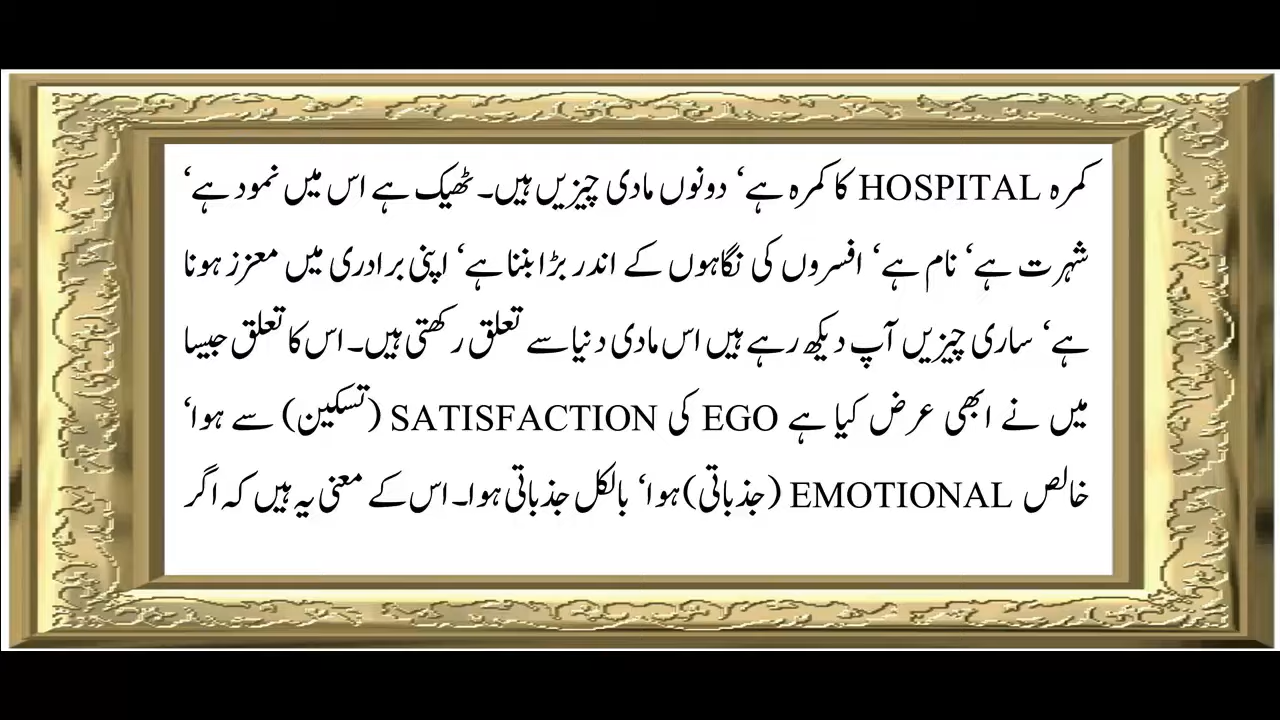 کمرہ HOSPITAL کا کمرہ ہے‘ دونوں مادی چیزیں ہیں۔ ٹھیک ہے اس میں نمود ہے‘
شہرت ہے‘ نام ہے‘ افسروں کی نگاہوں کے اندر بڑا بننا ہے‘ اپنی برادری میں معزز ہونا
ہے‘ ساری چیزیں آپ دیکھ رہے ہیں اس مادی دنیا سے تعلق رکھتی ہیں۔ اس کا تعلق جیسا
میں نے ابھی عرض کیا ہے EGO کی SATISFACTION (تسکین) سے ہوا‘
خالص EMOTIONAL (جذباتی) ہوا‘ بالکل جذباتی ہوا۔ اس کے معنی یہ ہیں کہ اگر